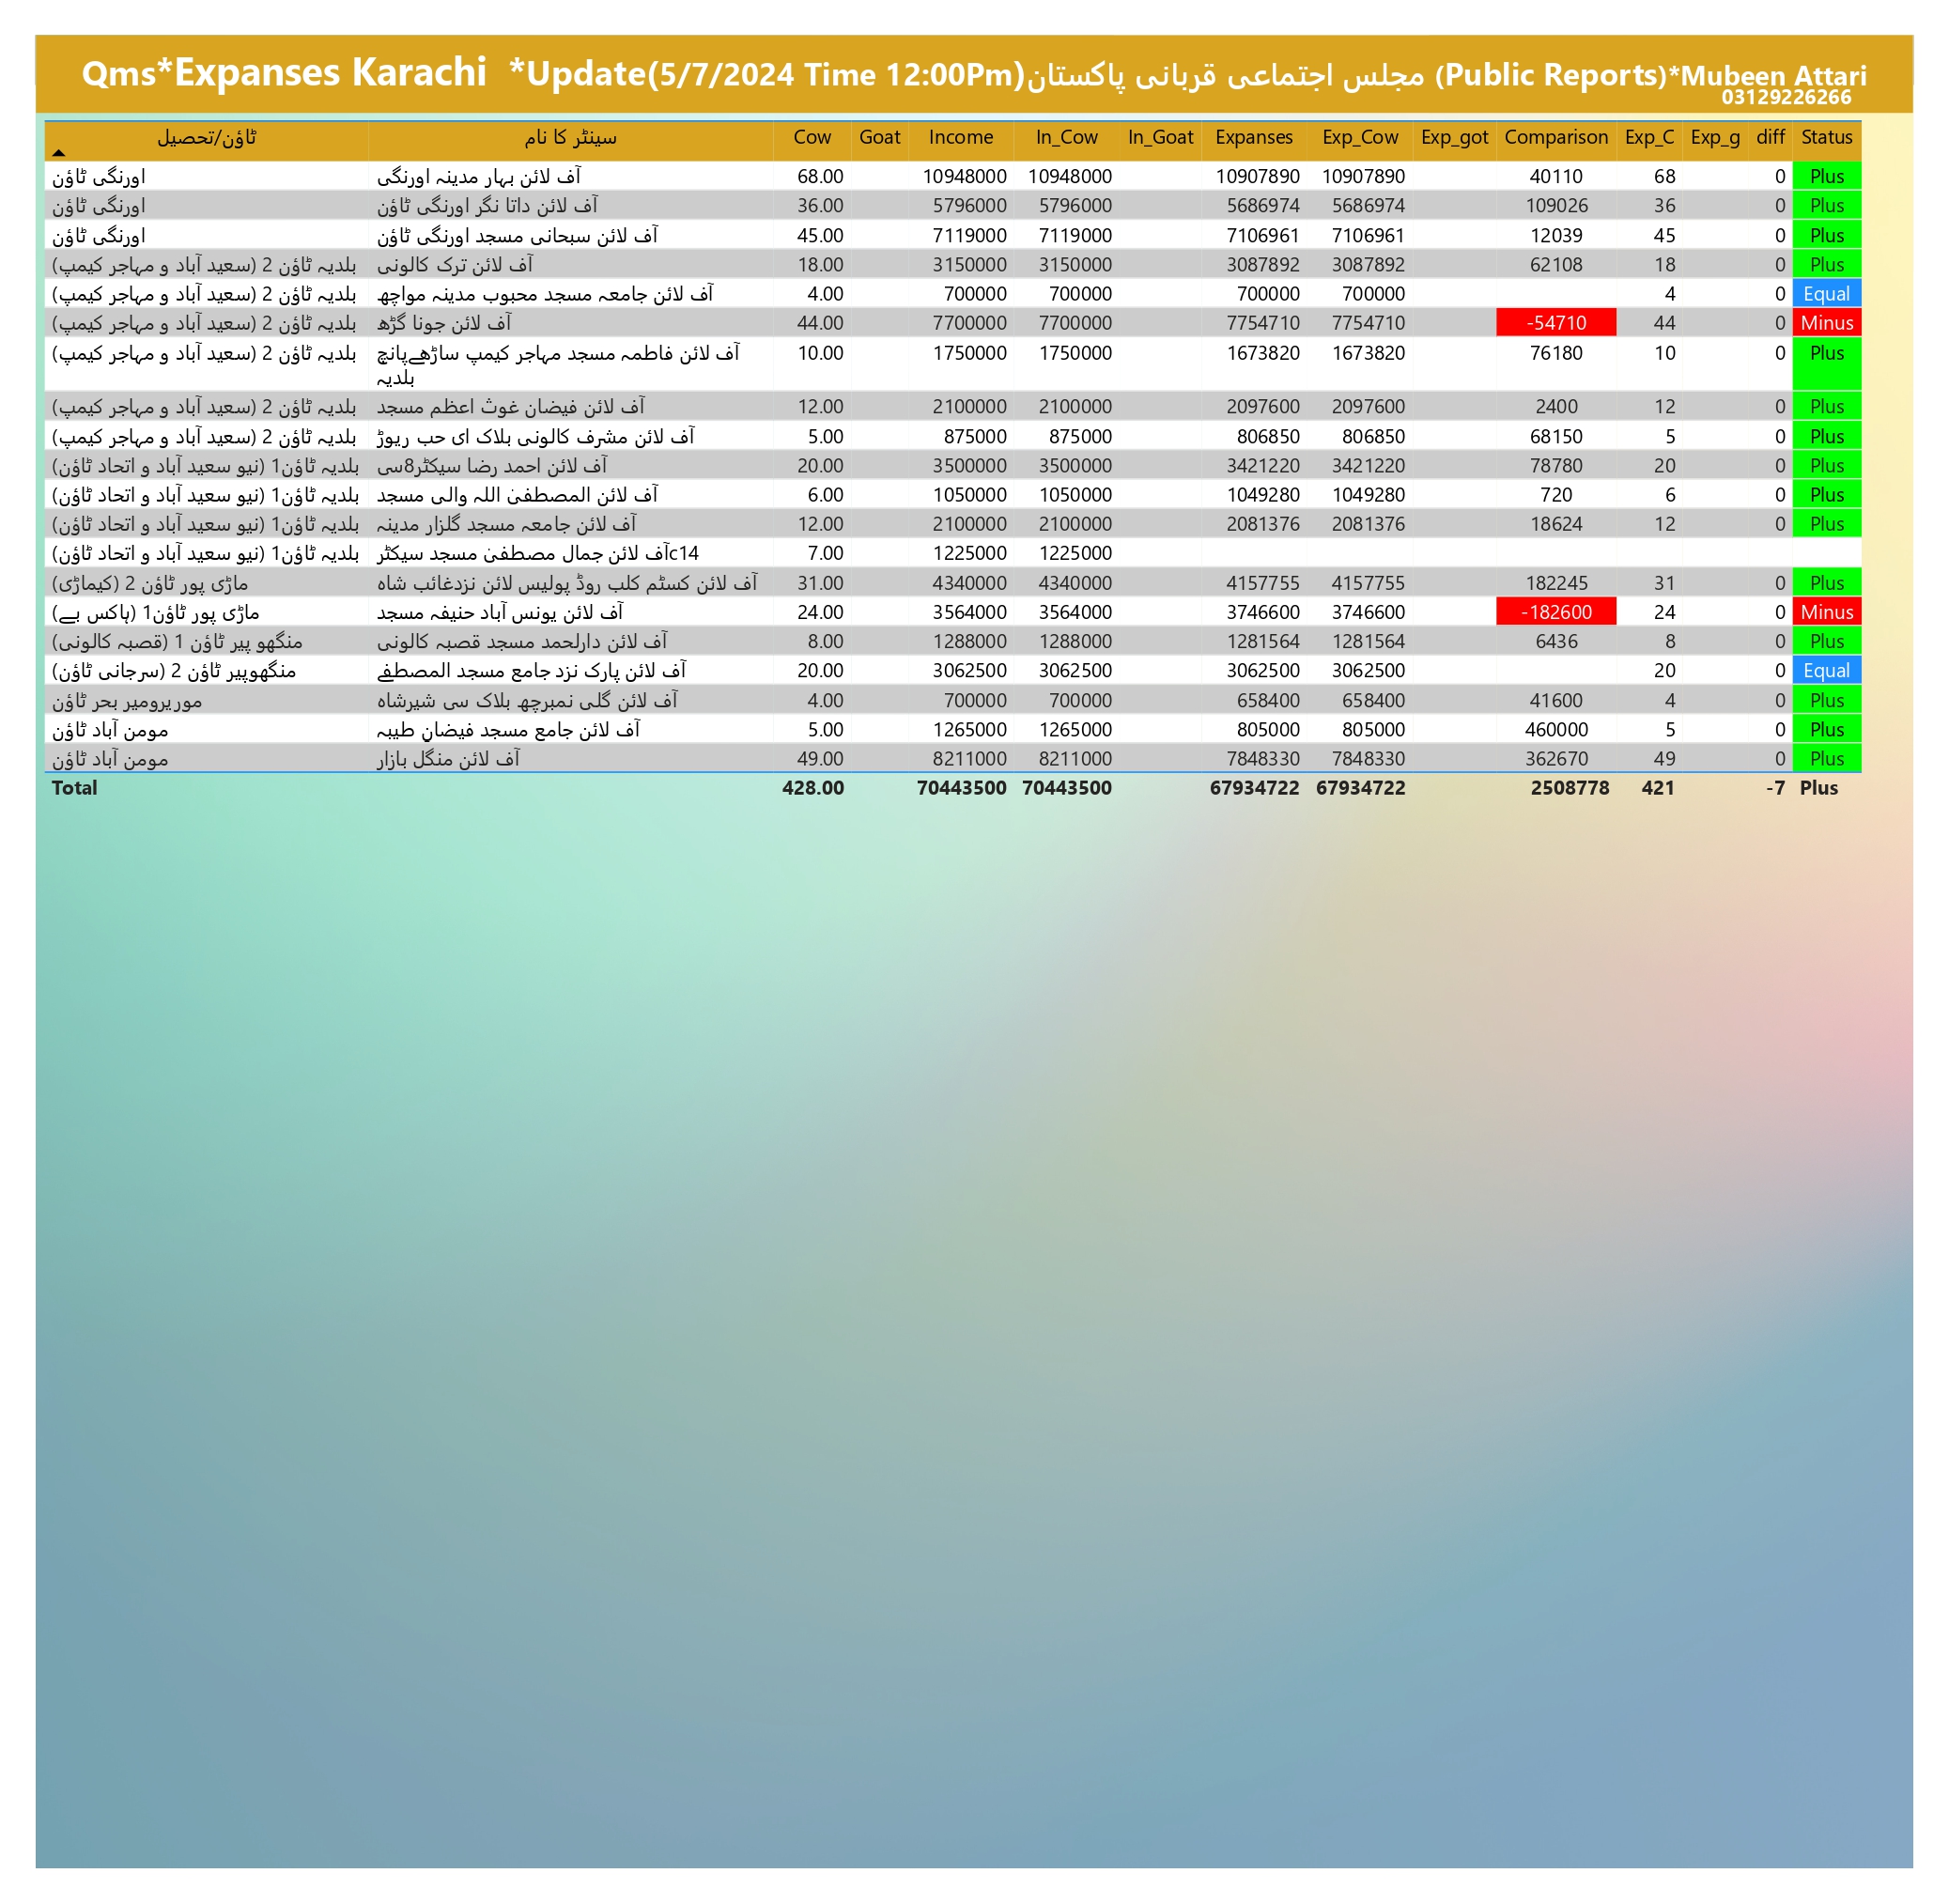 Qms*Expanses Karachi *Update(5/7/2024 Time 12:00Pm)مجلس اجتماعی قربانی پاکستان (Public Reports)*Mubeen Attari
03129226266
ٹاؤن/تحصیل سینٹر کا نام Cow Goat Income In_Cow In_Goat Expanses Exp_Cow Exp_got Comparison Exp_C Exp_g diff Status
اورنگی ٹاؤن آف لائن بہار مدینہ اورنگی 68.00 10948000 10948000 10907890 10907890 40110 68 0 Plus
اورنگی ٹاؤن آف لائن داتا نگر اورنگی ٹاؤن 36.00 5796000 5796000 5686974 5686974 109026 36 0 Plus
اورنگی ٹاؤن آف لائن سبحانی مسجد اورنگی ٹاؤن 45.00 7119000 7119000 7106961 7106961 12039 45 0 Plus
بلدیہ ٹاؤن 2 (سعید آباد و مہاجر کیمپ) آف لائن ترک کالونی 18.00 3150000 3150000 3087892 3087892 62108 18 0 Plus
بلدیہ ٹاؤن 2 (سعید آباد و مہاجر کیمپ) آف لائن جامعہ مسجد محبوب مدینہ مواچھ 4.00 700000 700000 700000 700000 4 0 Equal
بلدیہ ٹاؤن 2 (سعید آباد و مہاجر کیمپ) آف لائن جونا گڑھ 44.00 7700000 7700000 7754710 7754710 -54710 44 0 Minus
بلدیہ ٹاؤن 2 (سعید آباد و مہاجر کیمپ) آف لائن فاطمہ مسجد مہاجر کیمپ ساڑھےپانچ 10.00 1750000 1750000 1673820 1673820 76180 10 0 Plus
بلدیہ
بلدیہ ٹاؤن 2 (سعید آباد و مہاجر کیمپ) آف لائن فیضان غوث اعظم مسجد 12.00 2100000 2100000 2097600 2097600 2400 12 0 Plus
بلدیہ ٹاؤن 2 (سعید آباد و مہاجر کیمپ) آف لائن مشرف کالونی بلاک ای حب ریوڑ 5.00 875000 875000 806850 806850 68150 5 0 Plus
بلدیہ ٹاؤن1 (نیو سعید آباد و اتحاد ٹاؤن) آف لائن احمد رضا سیکٹر8سی 20.00 3500000 3500000 3421220 3421220 78780 20 0 Plus
بلدیہ ٹاؤن1 (نیو سعید آباد و اتحاد ٹاؤن) آف لائن المصطفیٰ اللہ والی مسجد 6.00 1050000 1050000 1049280 1049280 720 6 0 Plus
بلدیہ ٹاؤن1 (نیو سعید آباد و اتحاد ٹاؤن) آف لائن جامعہ مسجد گلزار مدینہ 12.00 2100000 2100000 2081376 2081376 18624 12 0 Plus
بلدیہ ٹاؤن1 (نیو سعید آباد و اتحاد ٹاؤن) آف لائن جمال مصطفیٰ مسجد سیکٹرc14 7.00 1225000 1225000
ماڑی پور ٹاؤن 2 (کیماڑی) آف لائن کسٹم کلب روڈ پولیس لائن نزدغائب شاہ 31.00 4340000 4340000 4157755 4157755 182245 31 0 Plus
ماڑی پور ٹاؤن1 (ہاکس بے) آف لائن یونس آباد حنیفہ مسجد 24.00 3564000 3564000 3746600 3746600 -182600 24 0 Minus
منگھو پیر ٹاؤن 1 (قصبہ کالونی) آف لائن دارلحمد مسجد قصبہ کالونی 8.00 1288000 1288000 1281564 1281564 6436 8 0 Plus
منگھوپیر ٹاؤن 2 (سرجانی ٹاؤن) آف لائن پارک نزد جامع مسجد المصطفےٰ 20.00 3062500 3062500 3062500 3062500 20 0 Equal
موریرومیر بحر ٹاؤن آف لائن گلی نمبرچھ بلاک سی شیرشاہ 4.00 700000 700000 658400 658400 41600 4 0 Plus
مومن آباد ٹاؤن آف لائن جامع مسجد فیضانِ طیبہ 5.00 1265000 1265000 805000 805000 460000 5 0 Plus
مومن آباد ٹاؤن آف لائن منگل بازار 49.00 8211000 8211000 7848330 7848330 362670 49 0 Plus
Total 428.00 70443500 70443500 67934722 67934722 2508778 421 -7 Plus